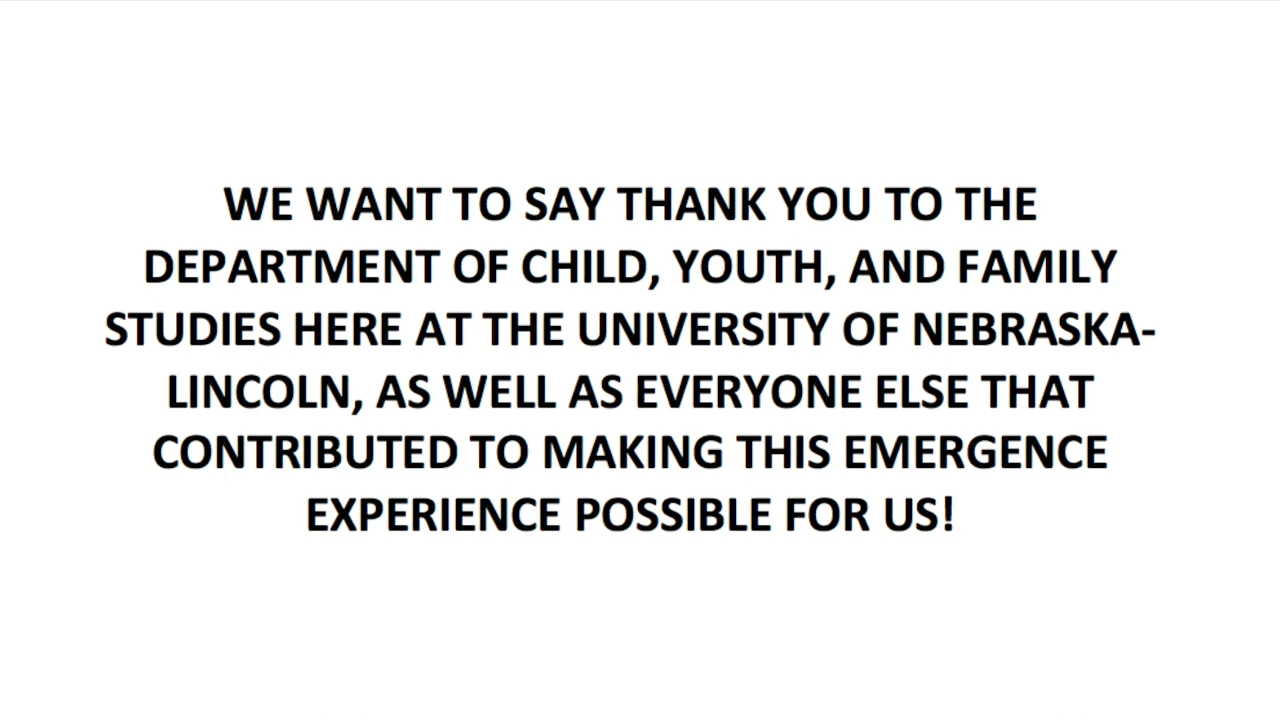 WE WANT TO SAY THANK YOU TO THE
DEPARTMENT OF CHILD, YOUTH, AND FAMILY
STUDIES HERE AT THE UNIVERSITY OF NEBRASKA-
LINCOLN, AS WELL AS EVERYONE ELSE THAT
CONTRIBUTED TO MAKING THIS EMERGENCE
EXPERIENCE POSSIBLE FOR US!